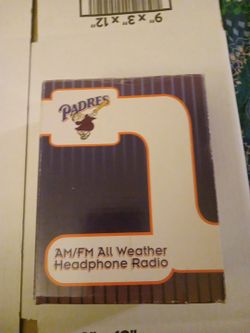 9" x 3" x 12"
PADRES
AM/FM All Weather
Headphone Radio